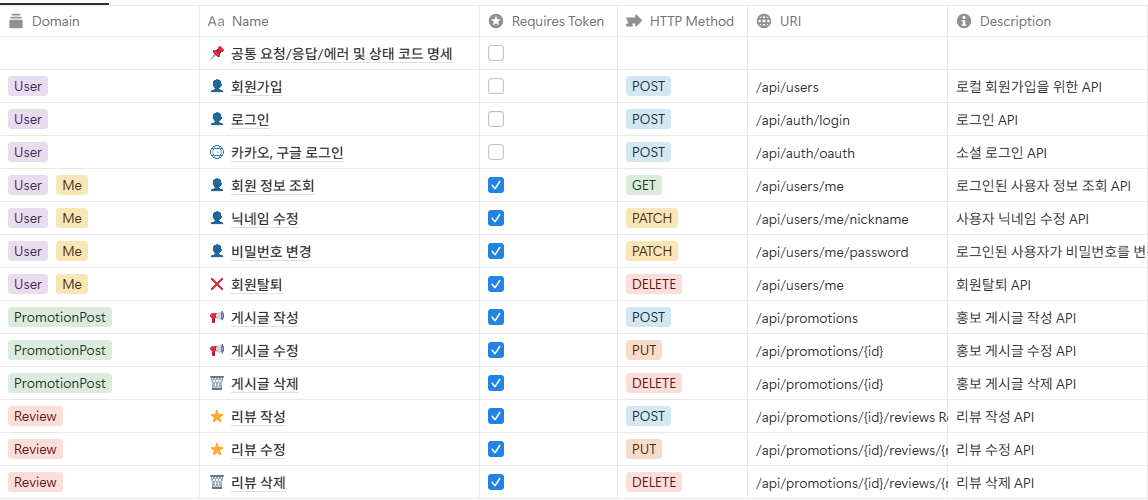 Domain Aa Name Requires Token HTTP Method URI Description
공통 요청/응답/에러 및 상태 코드 명세
User 회원가입 POST /api/users 로컬 회원가입을 위한 API
User 로그인 POST /api/auth/login 로그인 API
User 카카오, 구글 로그인 POST /api/auth/oauth 소셜 로그인 API
User Me 회원 정보 조회 GET /api/users/me 로그인된 사용자 정보 조회 API
User Me 닉네임 수정 PATCH /api/users/me/nickname 사용자 닉네임 수정 API
User Me 비밀번호 변경 PATCH /api/users/me/password 로그인된 사용자가 비밀번호를 변
User Me 회원탈퇴 DELETE /api/users/me 회원탈퇴 API
PromotionPost 게시글 작성 POST /api/promotions 홍보 게시글 작성 API
PromotionPost 게시글 수정 PUT /api/promotions/{id} 홍보 게시글 수정 API
PromotionPost 게시글 삭제 DELETE /api/promotions/{id} 홍보 게시글 삭제 API
Review 리뷰 작성 POST /api/promotions/{id}/reviews 리뷰 작성 API
Review 리뷰 수정 PUT /api/promotions/{id}/reviews/{ 리뷰 수정 API
Review 리뷰 삭제 DELETE /api/promotions/{id}/reviews/{ 리뷰 삭제 API